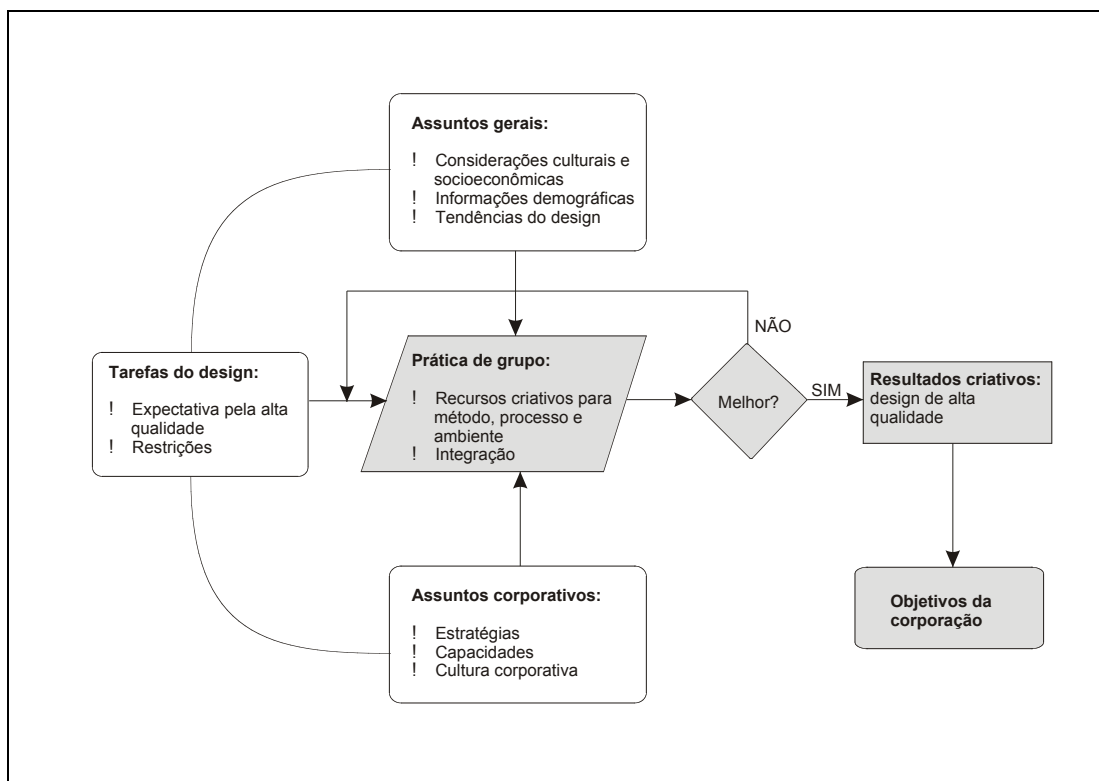 Assuntos gerais:
! Considerações culturais e
socioeconômicas
! Informações demográficas
! Tendências do design
NÃO
Tarefas do design:
! Expectativa pela alta
qualidade
! Restrições
Prática de grupo:
! Recursos criativos para
método, processo e
ambiente
! Integração
Melhor?
SIM
Resultados criativos:
design de alta
qualidade
Assuntos corporativos:
! Estratégias
! Capacidades
! Cultura corporativa
Objetivos da
corporação